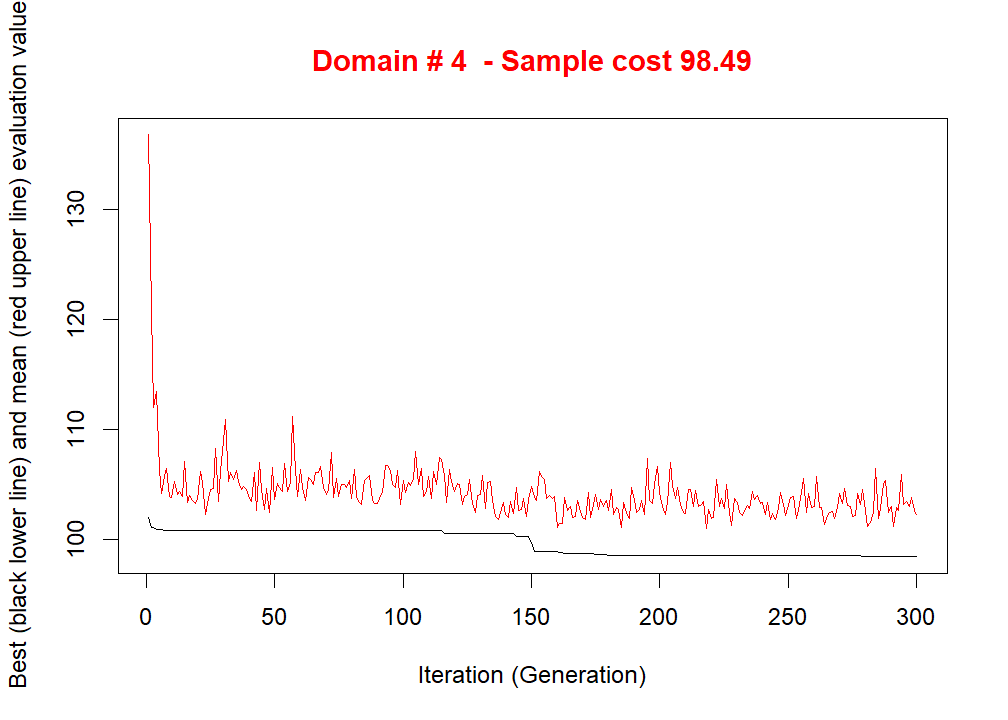 Domain # 4  - Sample cost 98.49
Best (black lower line) and mean (red upper line) evaluation value
130
120
110
100
0 50 100 150 200 250 300
Iteration (Generation)